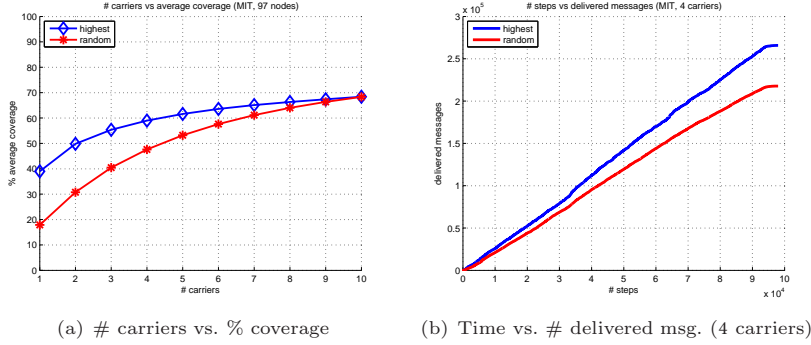 # carriers vs average coverage (MIT, 97 nodes)
highest
random
100
90
80
70
60
50
40
30
20
10
0
% average coverage
1 2 3 4 5 6 7 8 9 10
# carriers
(a) # carriers vs. % coverage
# steps vs delivered messages (MIT, 4 carriers)
x 10^5
highest
random
3
2.5
2
1.5
1
0.5
0
delivered messages
0 1 2 3 4 5 6 7 8 9 10
# steps
x 10^4
(b) Time vs. # delivered msg. (4 carriers)